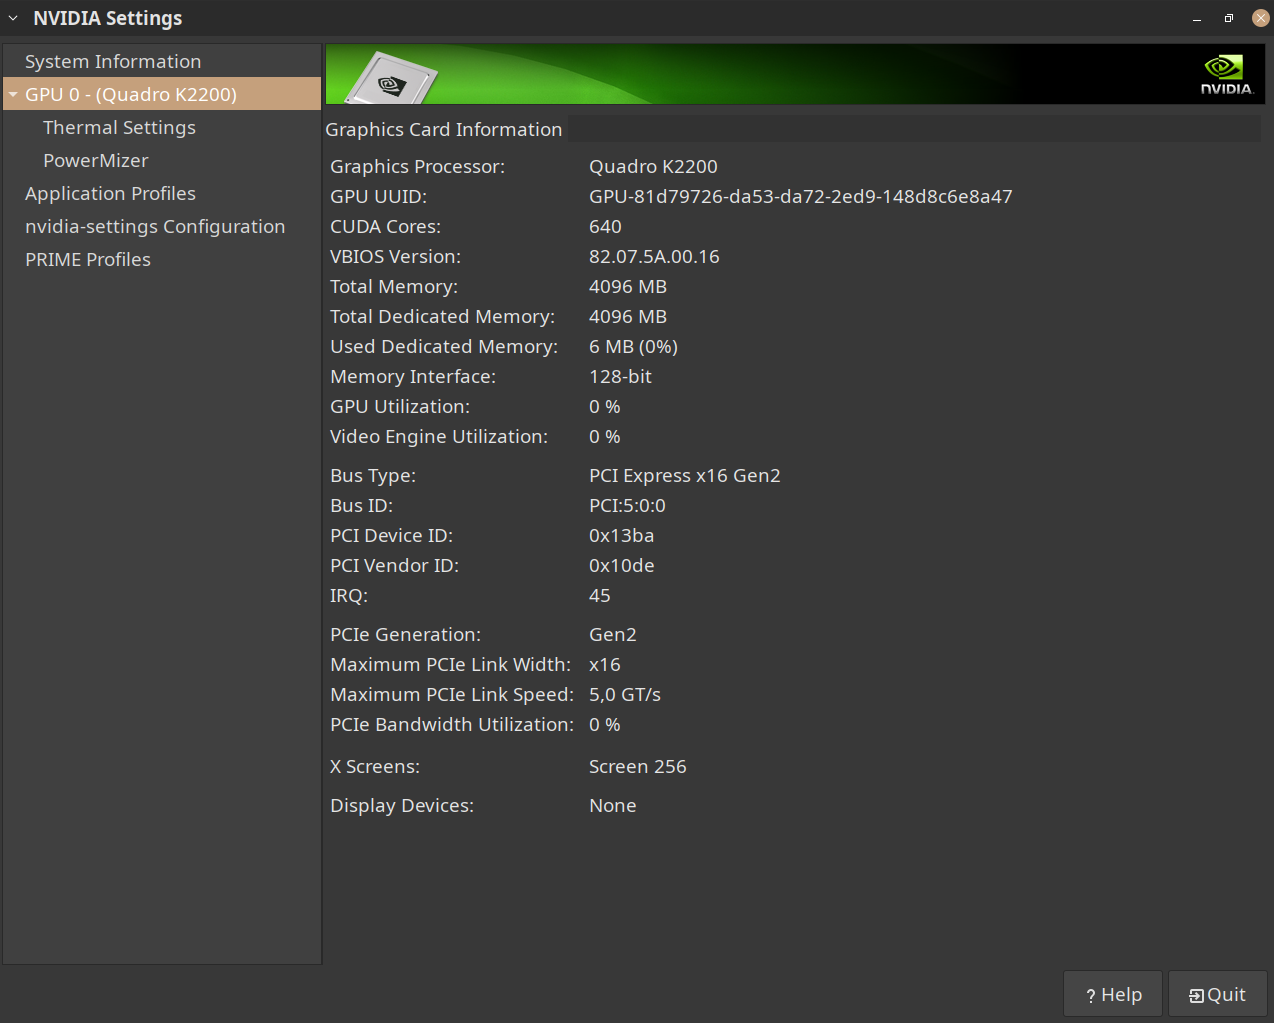 NVIDIA Settings
System Information
GPU 0 - (Quadro K2200)
Thermal Settings
PowerMizer
Application Profiles
nvidia-settings Configuration
PRIME Profiles
NVIDIA.
Graphics Card Information
Graphics Processor: Quadro K2200
GPU UUID: GPU-81d79726-da53-da72-2ed9-148d8c6e8a47
CUDA Cores: 640
VBIOS Version: 82.07.5A.00.16
Total Memory: 4096 MB
Total Dedicated Memory: 4096 MB
Used Dedicated Memory: 6 MB (0%)
Memory Interface: 128-bit
GPU Utilization: 0 %
Video Engine Utilization: 0 %
Bus Type: PCI Express x16 Gen2
Bus ID: PCI:5:0:0
PCI Device ID: 0x13ba
PCI Vendor ID: 0x10de
IRQ: 45
PCIe Generation: Gen2
Maximum PCIe Link Width: x16
Maximum PCIe Link Speed: 5,0 GT/s
PCIe Bandwidth Utilization: 0 %
X Screens: Screen 256
Display Devices: None
? Help
Quit